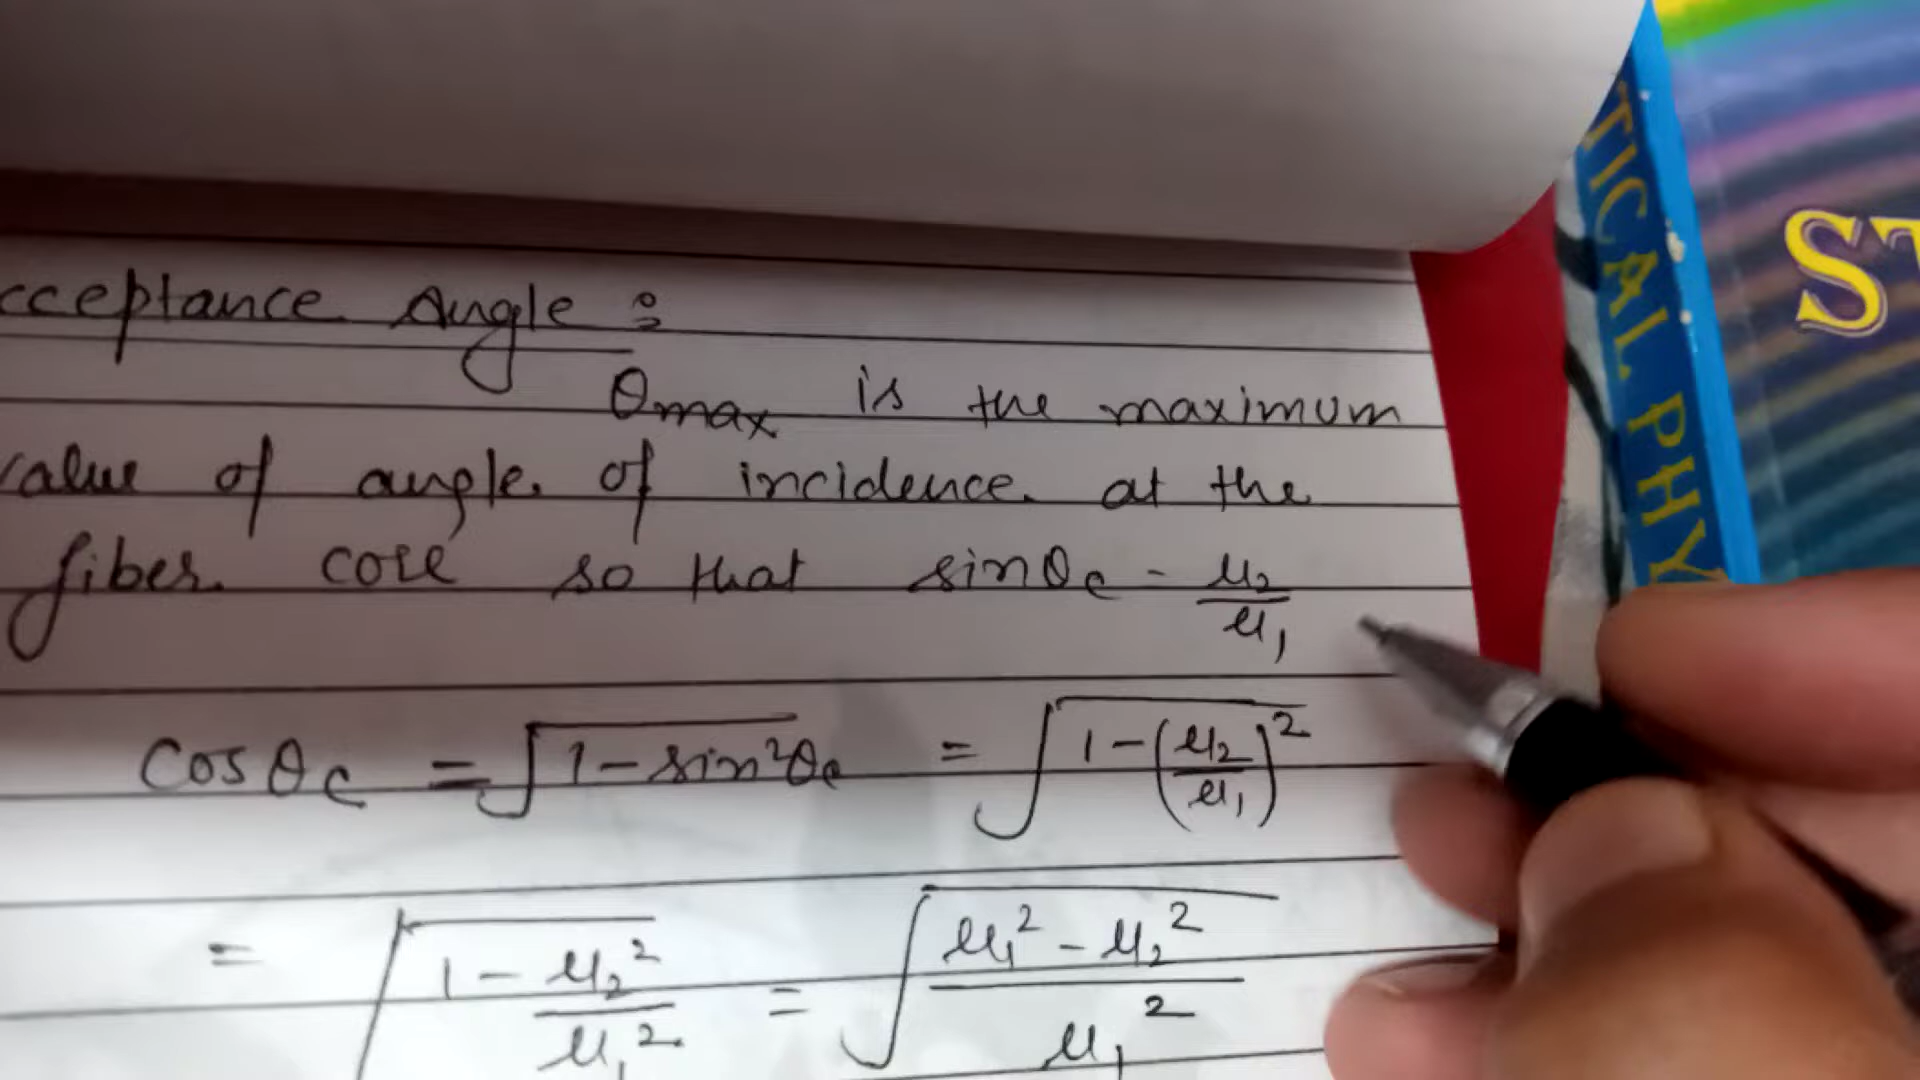 cceptance Angle :
θmax is the maximum
value of angle of incidence at the
fiber core so that sinθc - μ2/μ1
cosθc = √(1-sin²θc) = √(1-(μ2/μ1)²)
= √(1-μ2²/μ1²) = √((μ1²-μ2²)/μ1²)
TICAL PHY
ST